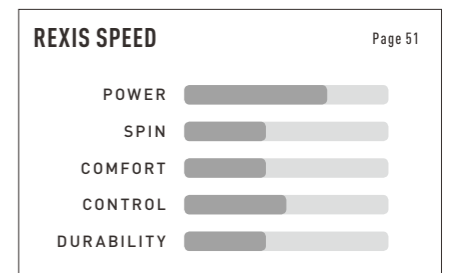 REXIS SPEED
Page 51
POWER
SPIN
COMFORT
CONTROL
DURABILITY